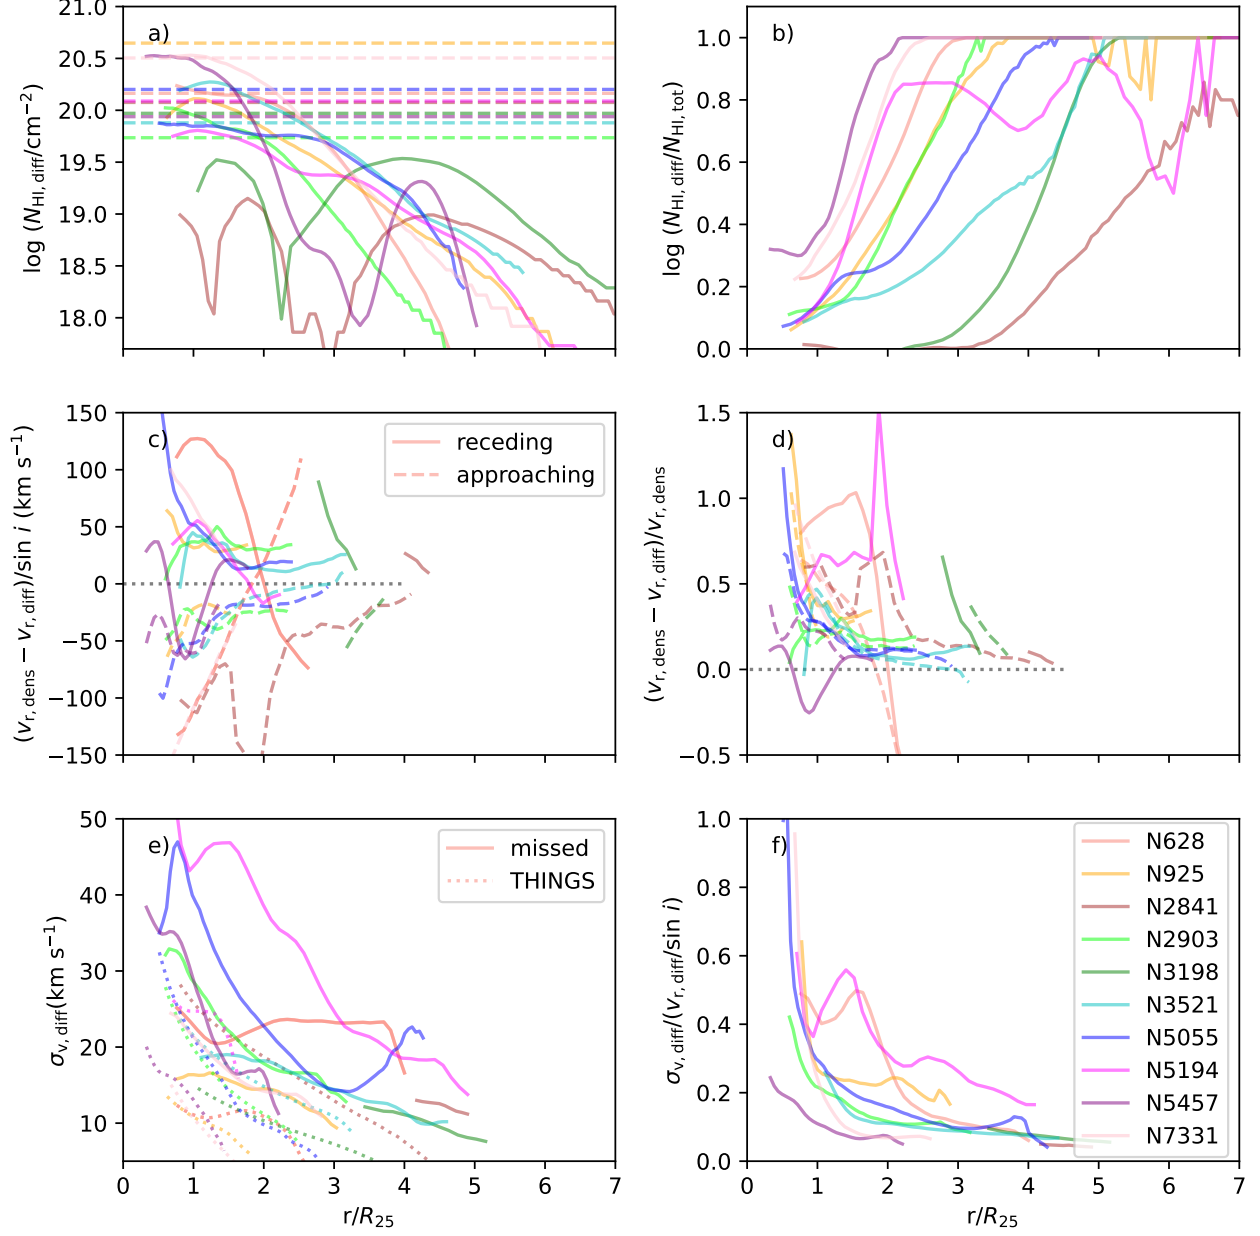 21.0
20.5
20.0
19.5
19.0
18.5
18.0
log (N_HI, diff/cm⁻²)
a)
1.0
0.8
0.6
0.4
0.2
0.0
log (N_HI, diff/N_HI, tot)
b)
150
100
50
0
−50
−100
−150
(v_r, dens − v_r, diff)/sin i (km s⁻¹)
c)
receding
approaching
1.5
1.0
0.5
0.0
−0.5
(v_r, dens − v_r, diff)/v_r, dens
d)
50
40
30
20
10
σ_v, diff(km s⁻¹)
e)
missed
THINGS
0 1 2 3 4 5 6 7
r/R₂₅
1.0
0.8
0.6
0.4
0.2
0.0
σ_v, diff/(v_r, diff/sin i)
f)
N628
N925
N2841
N2903
N3198
N3521
N5055
N5194
N5457
N7331
0 1 2 3 4 5 6 7
r/R₂₅